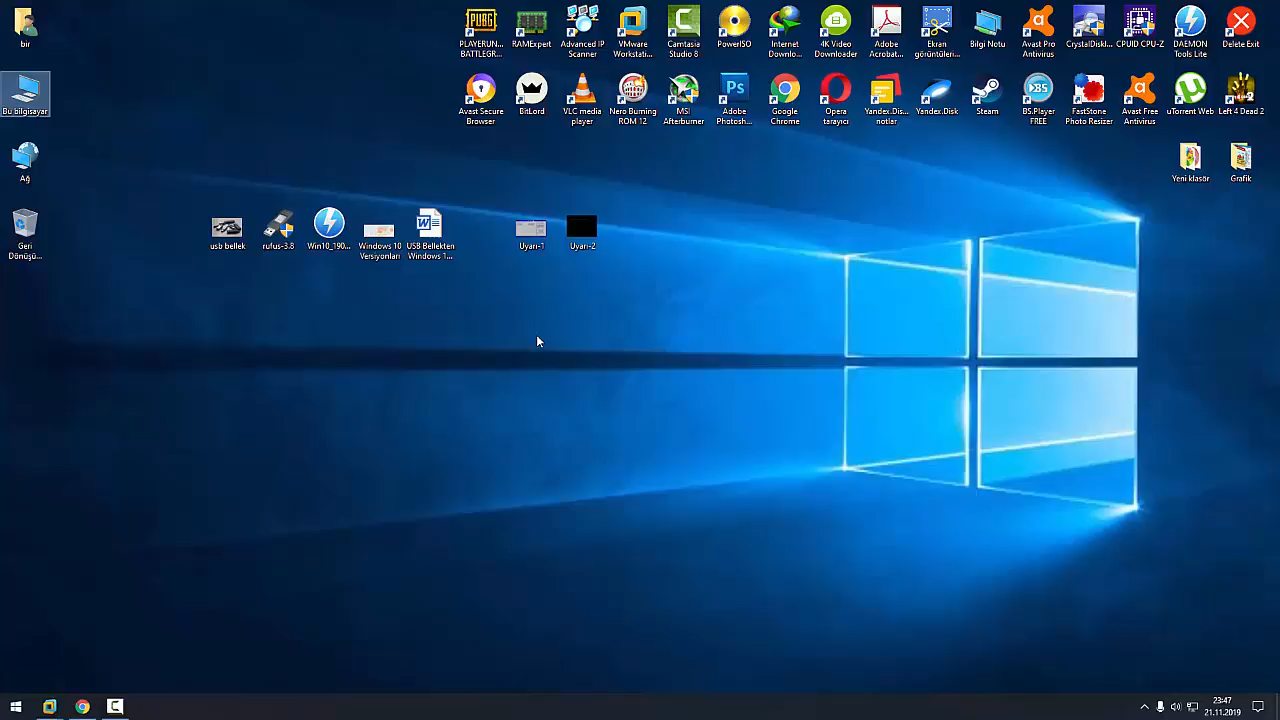 bir
Bu bilgisayar
Ağ
Geri
Dönüşü...
PUBG
PLAYERUN...
BATTLEGR...
RAMExpert
Advanced IP
Scanner
VMware
Workstati...
Camtasia
Studio 8
PowerISO
Internet
Downlo...
4K Video
Downloader
Adobe
Acrobat...
Ekran
görüntüleri...
Bilgi Notu
Avast Pro
Antivirus
CrystalDisk...
CPUID CPU-Z
DAEMON
Tools Lite
Delete Exit
Avast Secure
Browser
BitLord
VLC media
player
Nero Burning
ROM 12
MSI
Afterburner
Ps
Adobe
Photosh...
Google
Chrome
Opera
tarayıcı
Yandex.Dis...
notlar
Yandex.Disk
Steam
BS
BS.Player
FREE
FastStone
Photo Resizer
Avast Free
Antivirus
uTorrent Web
Left 4 Dead 2
Yeni klasör
Grafik
usb bellek
rufus-3.8
Win10_190...
Windows 10
Versiyonları
USB Bellekten
Windows 1...
Uyarı-1
Uyarı-2
23:47
21.11.2019